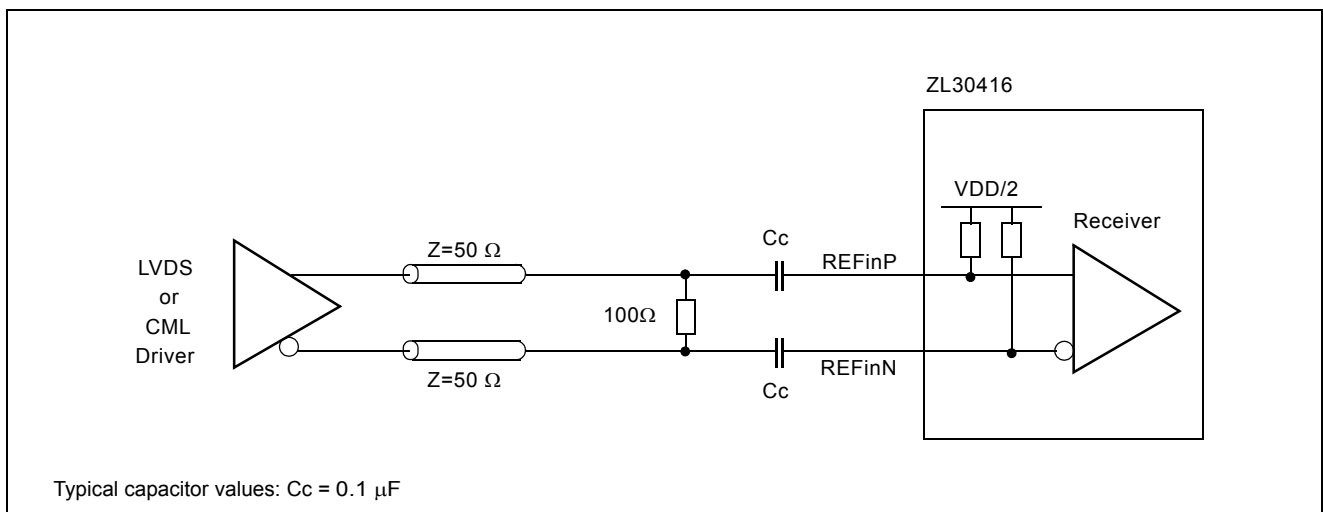 ZL30416
VDD/2
Receiver
Cc
Z=50 Ω
REFinP
LVDS
or
CML
Driver
100Ω
REFinN
Z=50 Ω
Cc
Typical capacitor values: Cc = 0.1 μF